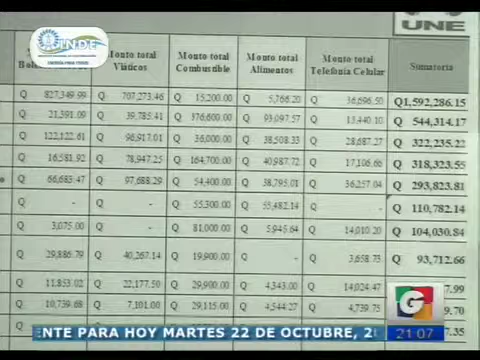 INDE
UNE
Monto total Viáticos
Monto total Combustible
Monto total Alimentos
Monto total Telefonía Celular
Sumatoria
Q 827,349.99 Q 707,273.46 Q 15,200.00 Q 5,766.20 Q 36,696.50 Q1,592,286.15
Q 21,391.09 Q 39,785.41 Q 376,600.00 Q 93,097.57 Q 13,440.10 Q 544,314.17
Q 122,122.61 Q 96,917.01 Q 36,000.00 Q 38,508.33 Q 28,687.27 Q 322,235.22
Q 16,581.92 Q 78,947.25 Q 164,700.00 Q 40,987.72 Q 17,106.66 Q 318,323.55
Q 66,683.47 Q 97,688.29 Q 54,400.00 Q 38,795.01 Q 36,257.04 Q 293,823.81
Q - Q - Q 55,300.00 Q 55,482.14 Q - Q 110,782.14
Q 3,075.00 Q - Q 81,000.00 Q 5,945.64 Q 14,010.20 Q 104,030.84
Q 29,886.79 Q 40,267.14 Q 19,900.00 Q - Q 3,658.73 Q 93,712.66
Q 11,853.02 Q 22,177.50 Q 29,900.00 Q 4,343.00 Q 14,024.47 7.99
Q 10,739.68 Q 7,101.00 Q 29,115.00 Q 4,544.27 Q 4,739.75 9.70
7.35
G
ENTE PARA HOY MARTES 22 DE OCTUBRE, 2
21:07